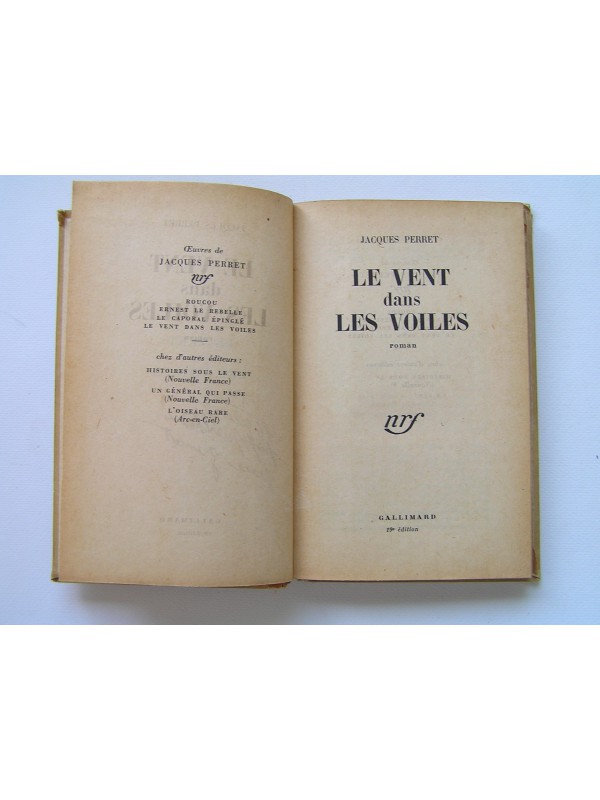 Œuvres de
JACQUES PERRET
nrf
ROUCOU
ERNEST LE REBELLE
LE CAPORAL ÉPINGLÉ
LE VENT DANS LES VOILES
chez d'autres éditeurs :
HISTOIRES SOUS LE VENT
(Nouvelle France)
UN GÉNÉRAL QUI PASSE
(Nouvelle France)
L'OISEAU RARE
(Arc-en-Ciel)
JACQUES PERRET
LE VENT
dans
LES VOILES
roman
nrf
GALLIMARD
édition